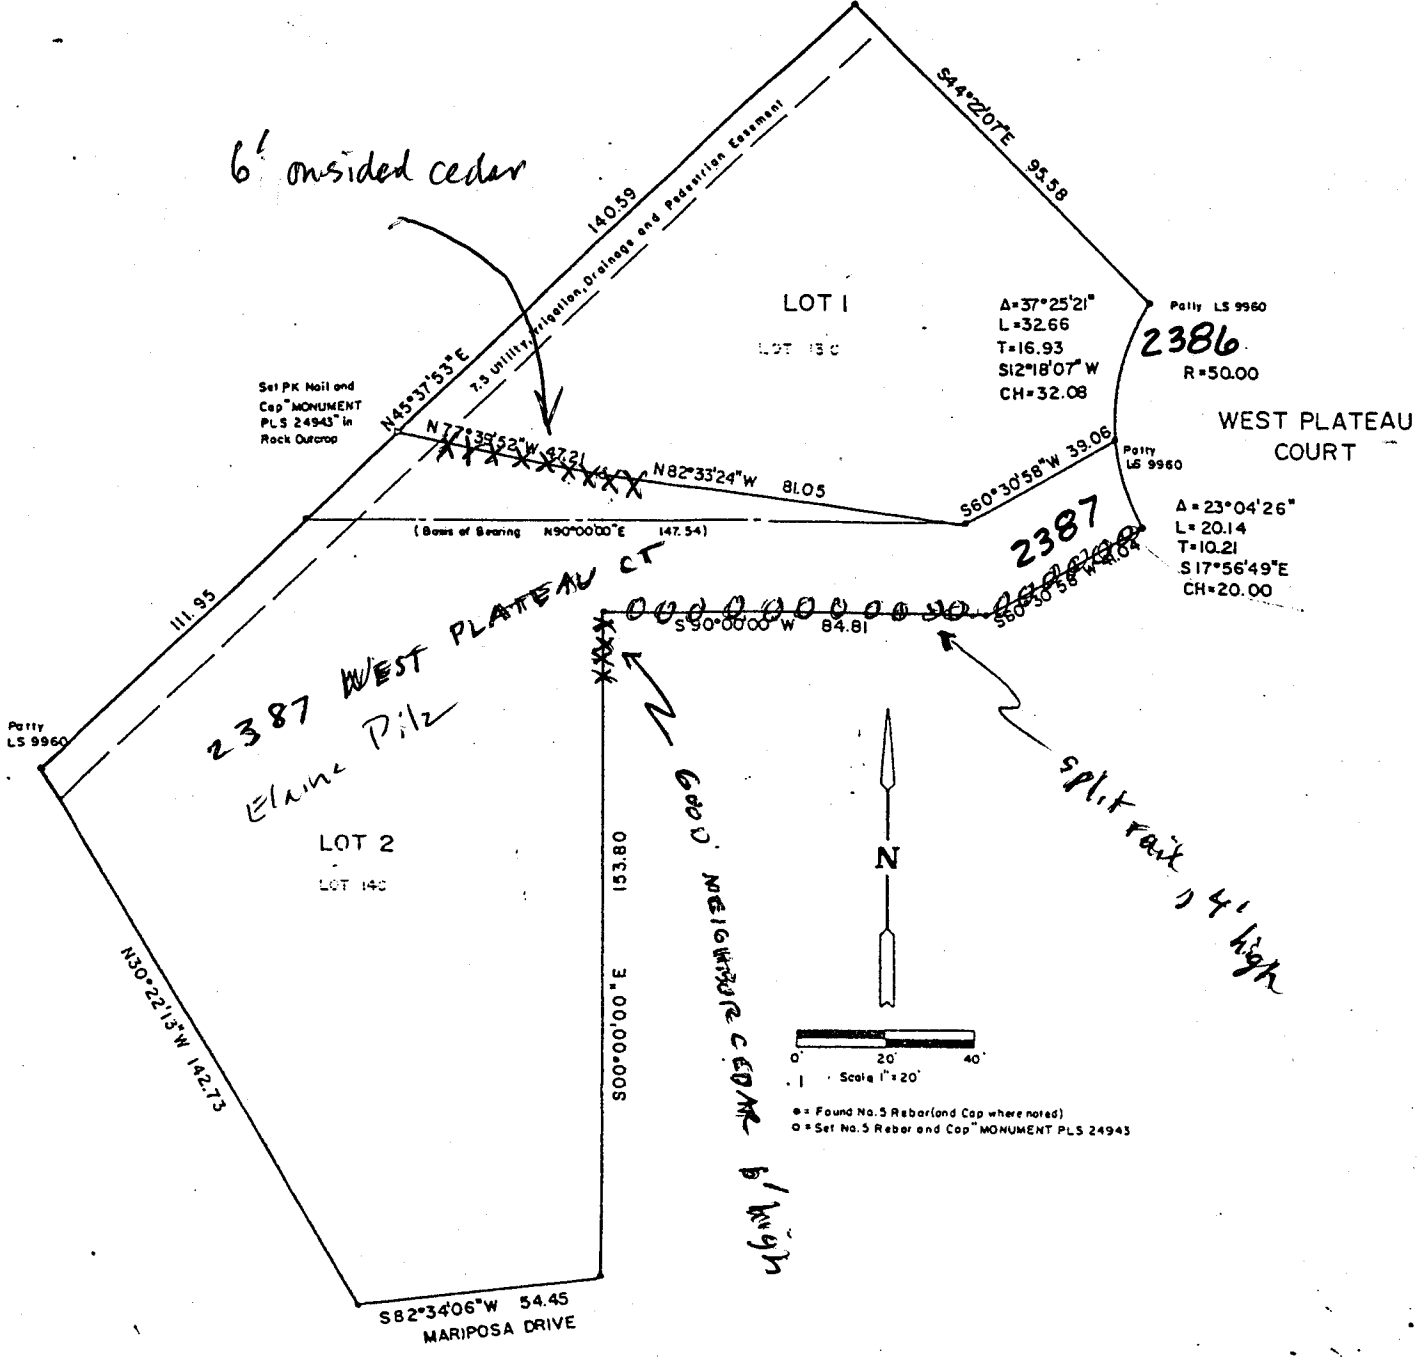 S44°22'07"E 95.58
6' onsided cedar
140.59
7.5 Utility, Irrigation, Drainage and Pedestrian Easement
LOT 1
Δ=37°25'21"
L=32.66
T=16.93
S12°18'07"W
CH=32.08
Patty LS 9960
2386
R=50.00
WEST PLATEAU
COURT
Set PK Nail and
Cap "MONUMENT
PLS 24943" in
Rock Outcrop
N45°37'53"E
N77°39'52"W 47.21
N82°33'24"W 81.05
S60°30'58"W 39.06
Patty
LS 9960
2387
Δ=23°04'26"
L=20.14
T=10.21
S17°56'49"E
CH=20.00
(Basis of Bearing N90°00'00"E 147.54)
S60°30'58"W 41.04
S90°00'00"W 84.81
111.95
2387 WEST PLATEAU CT
Elaine Pilz
Patty
LS 9960
LOT 2
LOT 14C
153.80
S00°00'00"E
GOOD NEIGHBOR CEDAR 6' high
split rail, 4' high
N
0' 20' 40'
Scale 1"=20'
● = Found No.5 Rebar(and Cap where noted)
O = Set No.5 Rebar and Cap "MONUMENT PLS 24943
N30°22'13"W 142.73
S82°34'06"W 54.45
MARIPOSA DRIVE